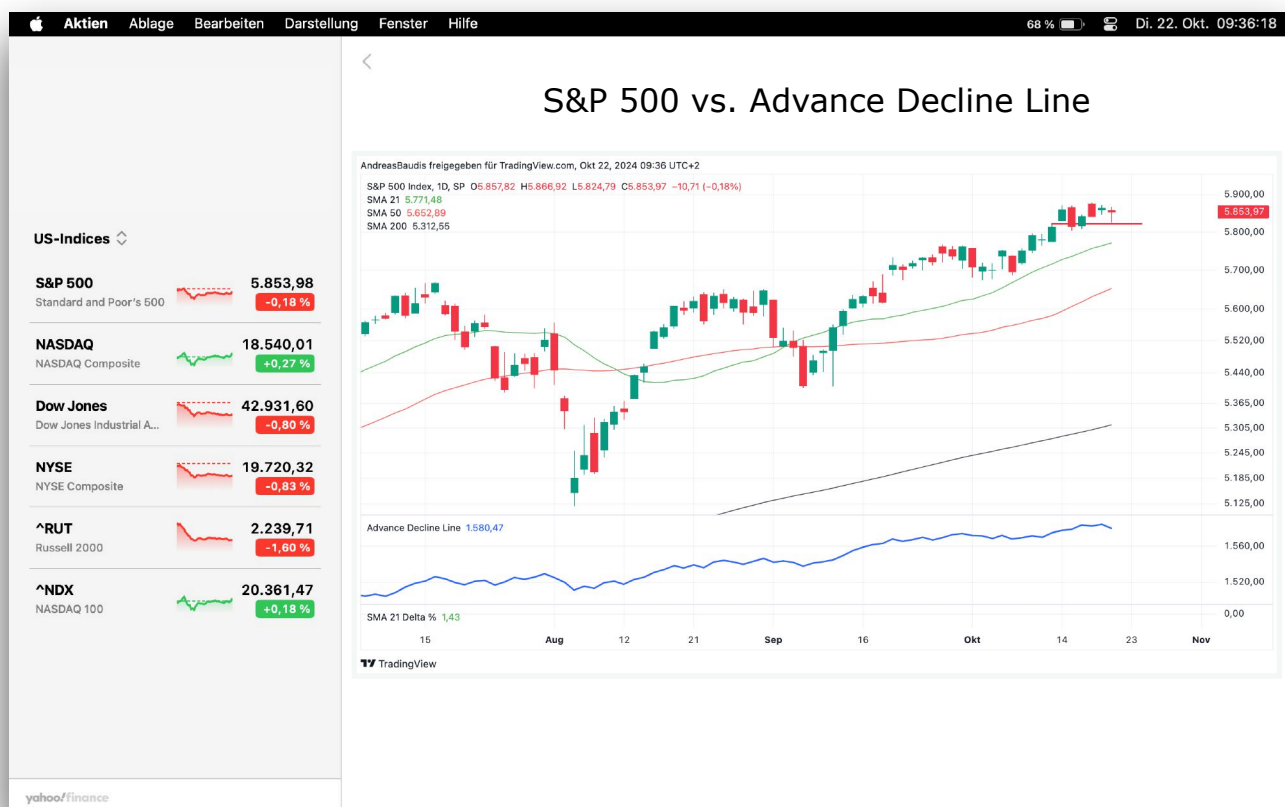 Aktien Ablage Bearbeiten Darstellung Fenster Hilfe 68 % Di. 22. Okt. 09:36:18
S&P 500 vs. Advance Decline Line
US-Indices
S&P 500 5.853,98
Standard and Poor's 500 -0,18 %
NASDAQ 18.540,01
NASDAQ Composite +0,27 %
Dow Jones 42.931,60
Dow Jones Industrial A... -0,80 %
NYSE 19.720,32
NYSE Composite -0,83 %
^RUT 2.239,71
Russell 2000 -1,60 %
^NDX 20.361,47
NASDAQ 100 +0,18 %
yahoo!finance
AndreasBaudis freigegeben für TradingView.com, Okt 22, 2024 09:36 UTC+2
S&P 500 Index, 1D, SP O5.857,82 H5.866,92 L5.824,79 C5.853,97 −10,71 (−0,18%)
SMA 21 5.771,48
SMA 50 5.652,89
SMA 200 5.312,55
5.900,00
5.853,97
5.800,00
5.700,00
5.600,00
5.520,00
5.440,00
5.365,00
5.305,00
5.245,00
5.185,00
5.125,00
Advance Decline Line 1.580,47
1.560,00
1.520,00
SMA 21 Delta % 1,43
0,00
15 Aug 12 21 Sep 16 Okt 14 23 Nov
TradingView